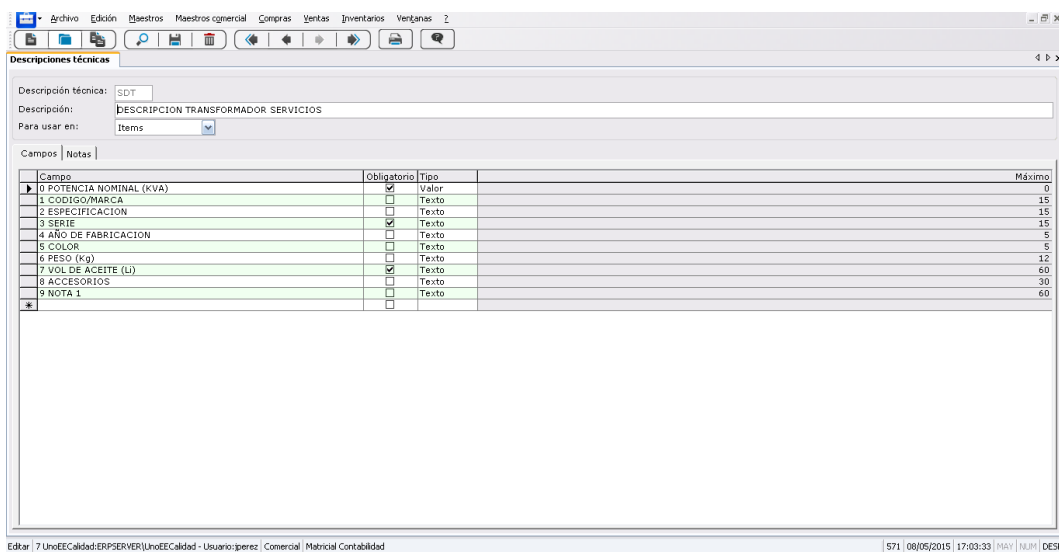 Archivo Edición Maestros Maestros comercial Compras Ventas Inventarios Ventanas ?
Descripciones técnicas
Descripción técnica: SDT
Descripción: DESCRIPCION TRANSFORMADOR SERVICIOS
Para usar en: Items
Campos Notas
Campo Obligatorio Tipo Máximo
0 POTENCIA NOMINAL (KVA) Valor 0
1 CODIGO/MARCA Texto 15
2 ESPECIFICACION Texto 15
3 SERIE Texto 15
4 AÑO DE FABRICACION Texto 5
5 COLOR Texto 5
6 PESO (Kg) Texto 12
7 VOL DE ACEITE (Li) Texto 60
8 ACCESORIOS Texto 30
9 NOTA 1 Texto 60
Editar 7 UnoEECalidad:ERPSERVER\UnoEECalidad - Usuario:jperez Comercial Matricial Contabilidad 571 08/05/2015 17:03:33 MAY NUM DES